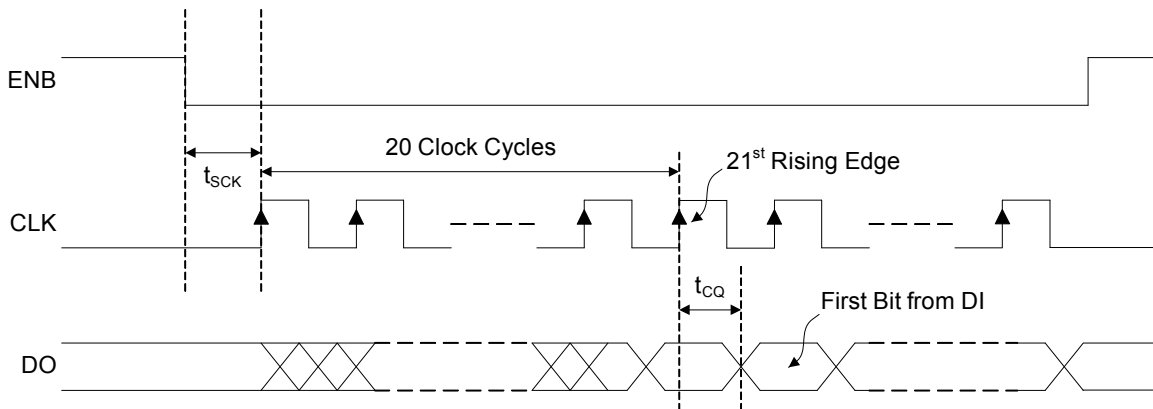 ENB
20 Clock Cycles
21st Rising Edge
tSCK
CLK
tCQ
First Bit from DI
DO